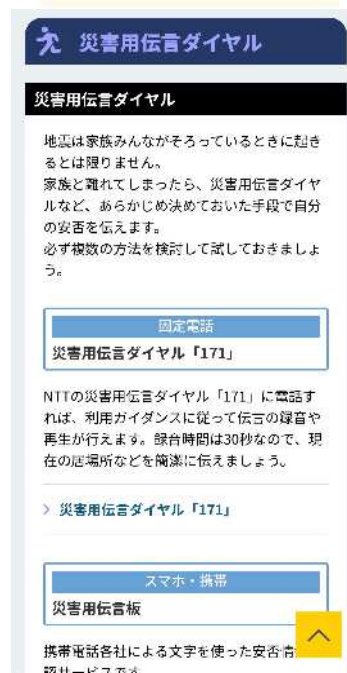 災害用伝言ダイヤル
災害用伝言ダイヤル
地震は家族みんながそろっているときに起き
るとは限りません。
家族と離れてしまったら、災害用伝言ダイヤ
ルなど、あらかじめ決めておいた手段で自分
の安否を伝えます。
必ず複数の方法を検討して試しておきましょ
う。
固定電話
災害用伝言ダイヤル「171」
NTTの災害用伝言ダイヤル「171」に電話す
れば、利用ガイダンスに従って伝言の録音や
再生が行えます。録音時間は30秒なので、現
在の居場所などを簡潔に伝えましょう。
災害用伝言ダイヤル「171」
スマホ・携帯
災害用伝言板
携帯電話各社による文字を使った安否情
認サービスです